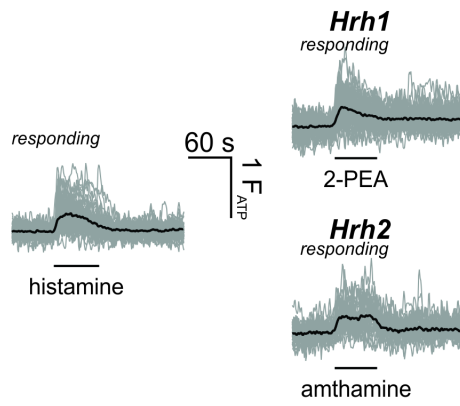 Hrh1
responding
responding
60 s
1 F ATP
2-PEA
histamine
Hrh2
responding
amthamine